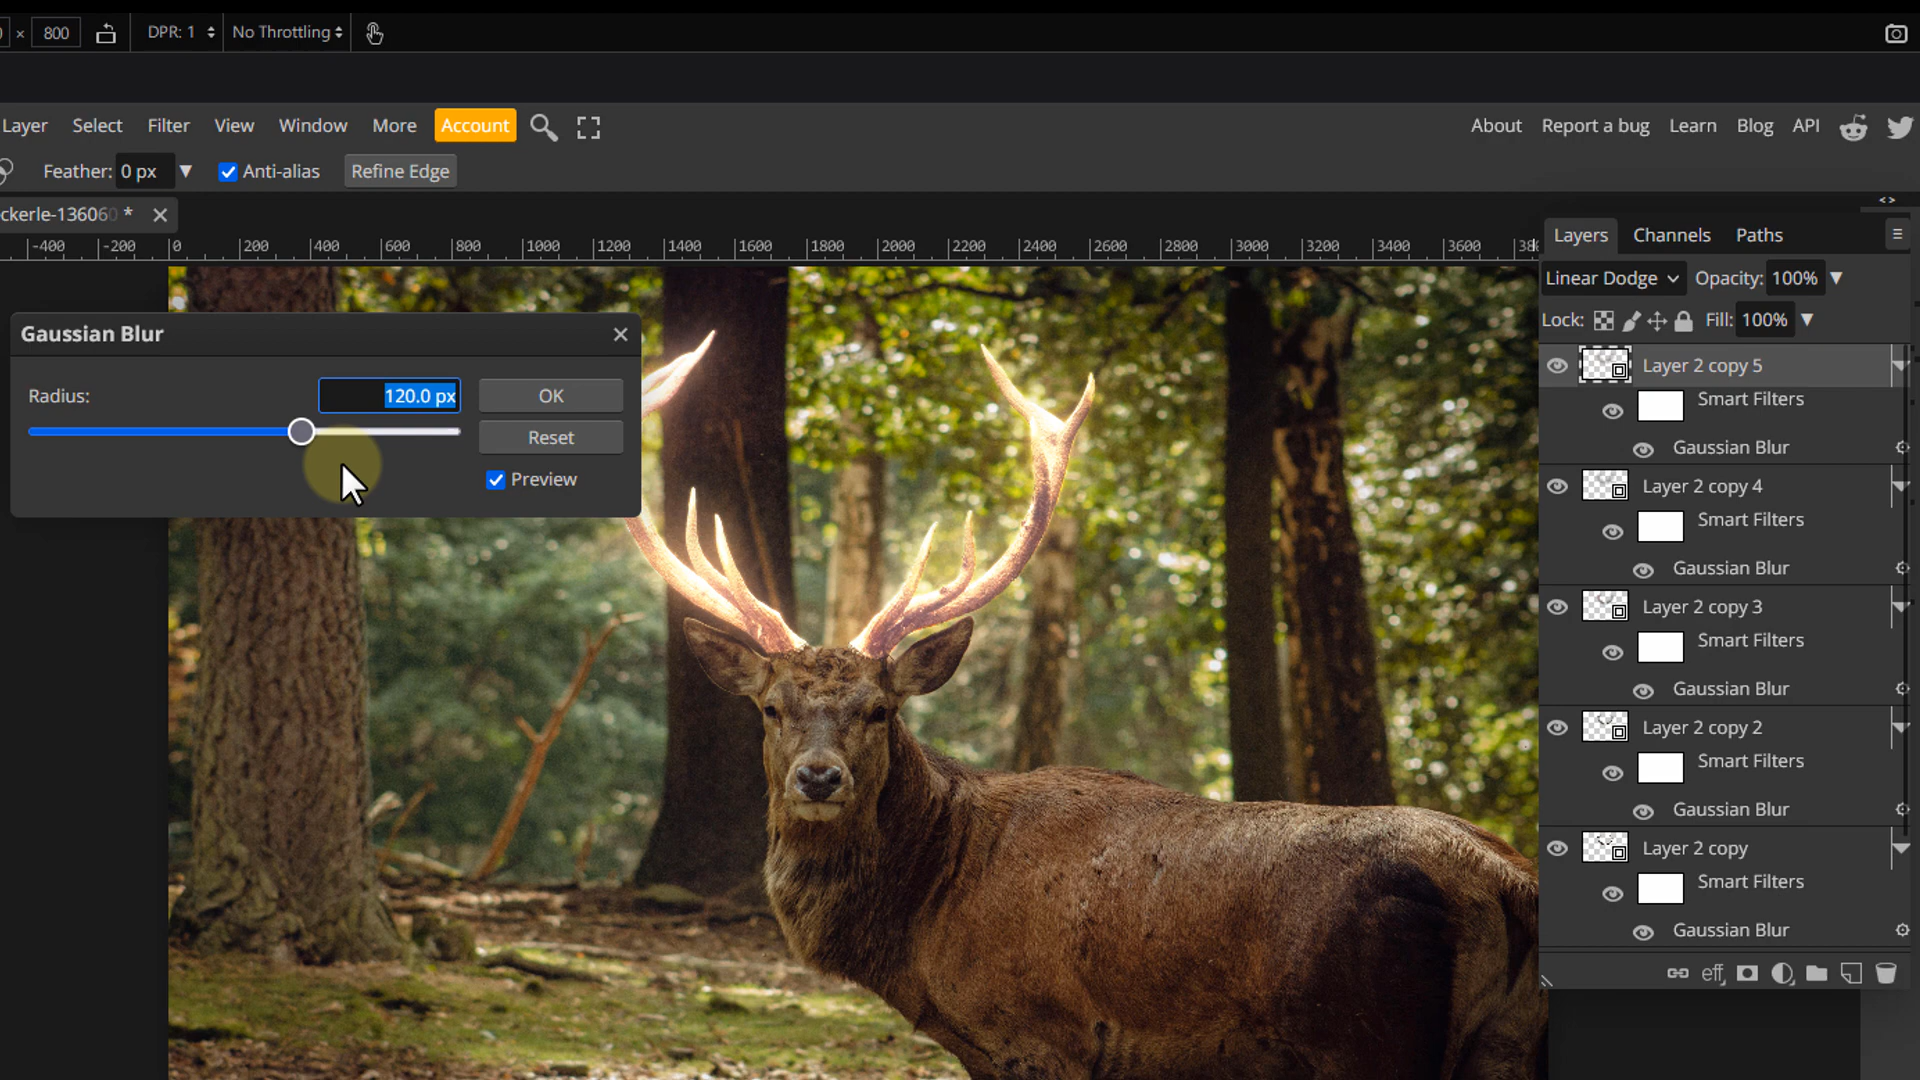 × 800 DPR: 1 No Throttling
Layer Select Filter View Window More Account About Report a bug Learn Blog API
Feather: 0 px Anti-alias Refine Edge
ckerle-136060 *
-400 -200 0 200 400 600 800 1000 1200 1400 1600 1800 2000 2200 2400 2600 2800 3000 3200 3400 3600
Layers Channels Paths
Linear Dodge Opacity: 100%
Lock: Fill: 100%
Gaussian Blur
Radius: 120.0 px OK
Reset
Preview
Layer 2 copy 5
Smart Filters
Gaussian Blur
Layer 2 copy 4
Smart Filters
Gaussian Blur
Layer 2 copy 3
Smart Filters
Gaussian Blur
Layer 2 copy 2
Smart Filters
Gaussian Blur
Layer 2 copy
Smart Filters
Gaussian Blur
eff